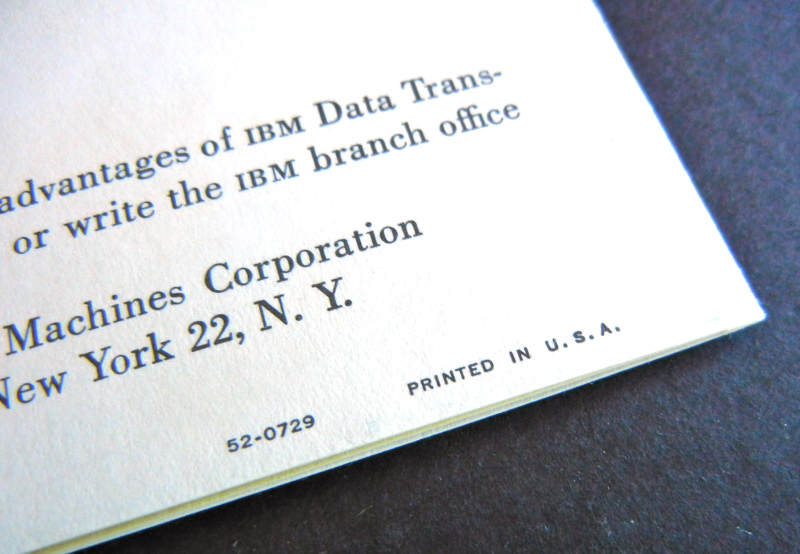 advantages of IBM Data Trans-
or write the IBM branch office
Machines Corporation
New York 22, N. Y.
PRINTED IN U. S. A.
52-0729